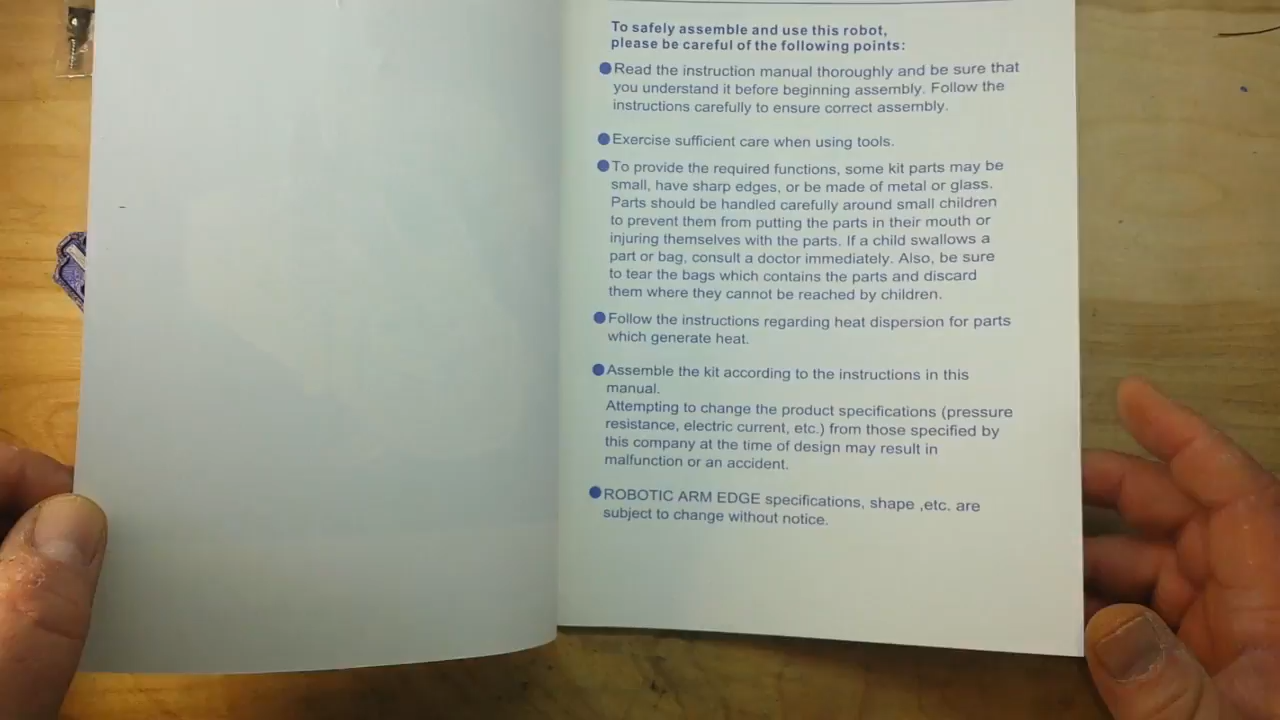 To safely assemble and use this robot,
please be careful of the following points:
●Read the instruction manual thoroughly and be sure that
you understand it before beginning assembly. Follow the
instructions carefully to ensure correct assembly.
●Exercise sufficient care when using tools.
●To provide the required functions, some kit parts may be
small, have sharp edges, or be made of metal or glass.
Parts should be handled carefully around small children
to prevent them from putting the parts in their mouth or
injuring themselves with the parts. If a child swallows a
part or bag, consult a doctor immediately. Also, be sure
to tear the bags which contains the parts and discard
them where they cannot be reached by children.
●Follow the instructions regarding heat dispersion for parts
which generate heat.
●Assemble the kit according to the instructions in this
manual.
Attempting to change the product specifications (pressure
resistance, electric current, etc.) from those specified by
this company at the time of design may result in
malfunction or an accident.
●ROBOTIC ARM EDGE specifications, shape ,etc. are
subject to change without notice.